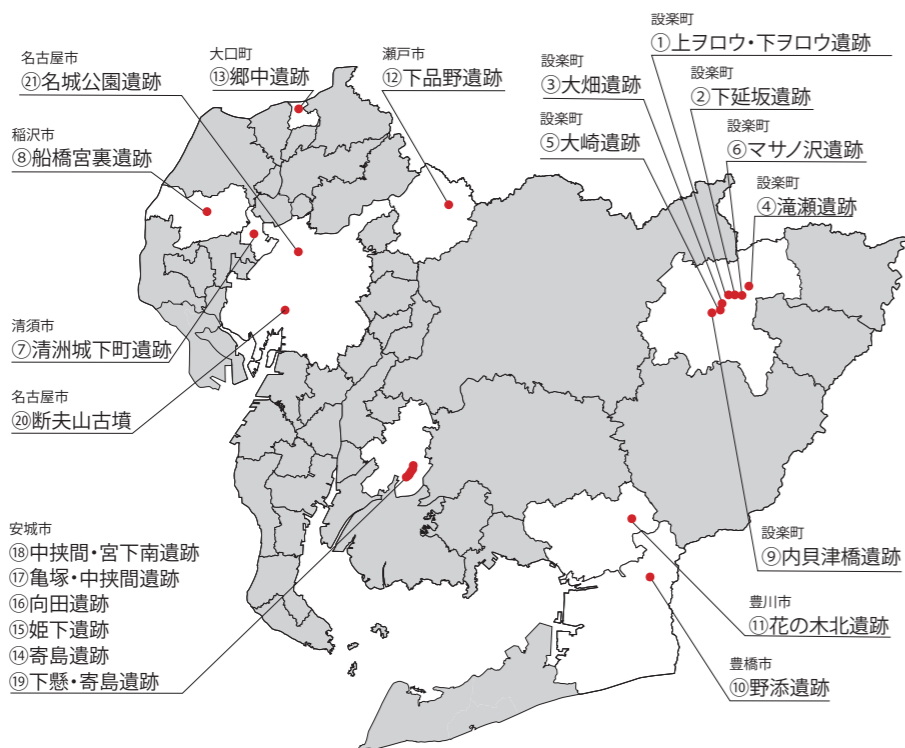 名古屋市
㉑名城公園遺跡
大口町
⑬郷中遺跡
瀬戸市
⑫下品野遺跡
設楽町
①上ヲロウ・下ヲロウ遺跡
設楽町
③大畑遺跡
設楽町
②下延坂遺跡
設楽町
⑤大崎遺跡
設楽町
⑥マサノ沢遺跡
設楽町
④滝瀬遺跡
稲沢市
⑧船橋宮裏遺跡
清須市
⑦清洲城下町遺跡
名古屋市
⑳断夫山古墳
安城市
⑱中挟間・宮下南遺跡
⑰亀塚・中挟間遺跡
⑯向田遺跡
⑮姫下遺跡
⑭寄島遺跡
⑲下懸・寄島遺跡
設楽町
⑨内貝津橋遺跡
豊川市
⑪花の木北遺跡
豊橋市
⑩野添遺跡